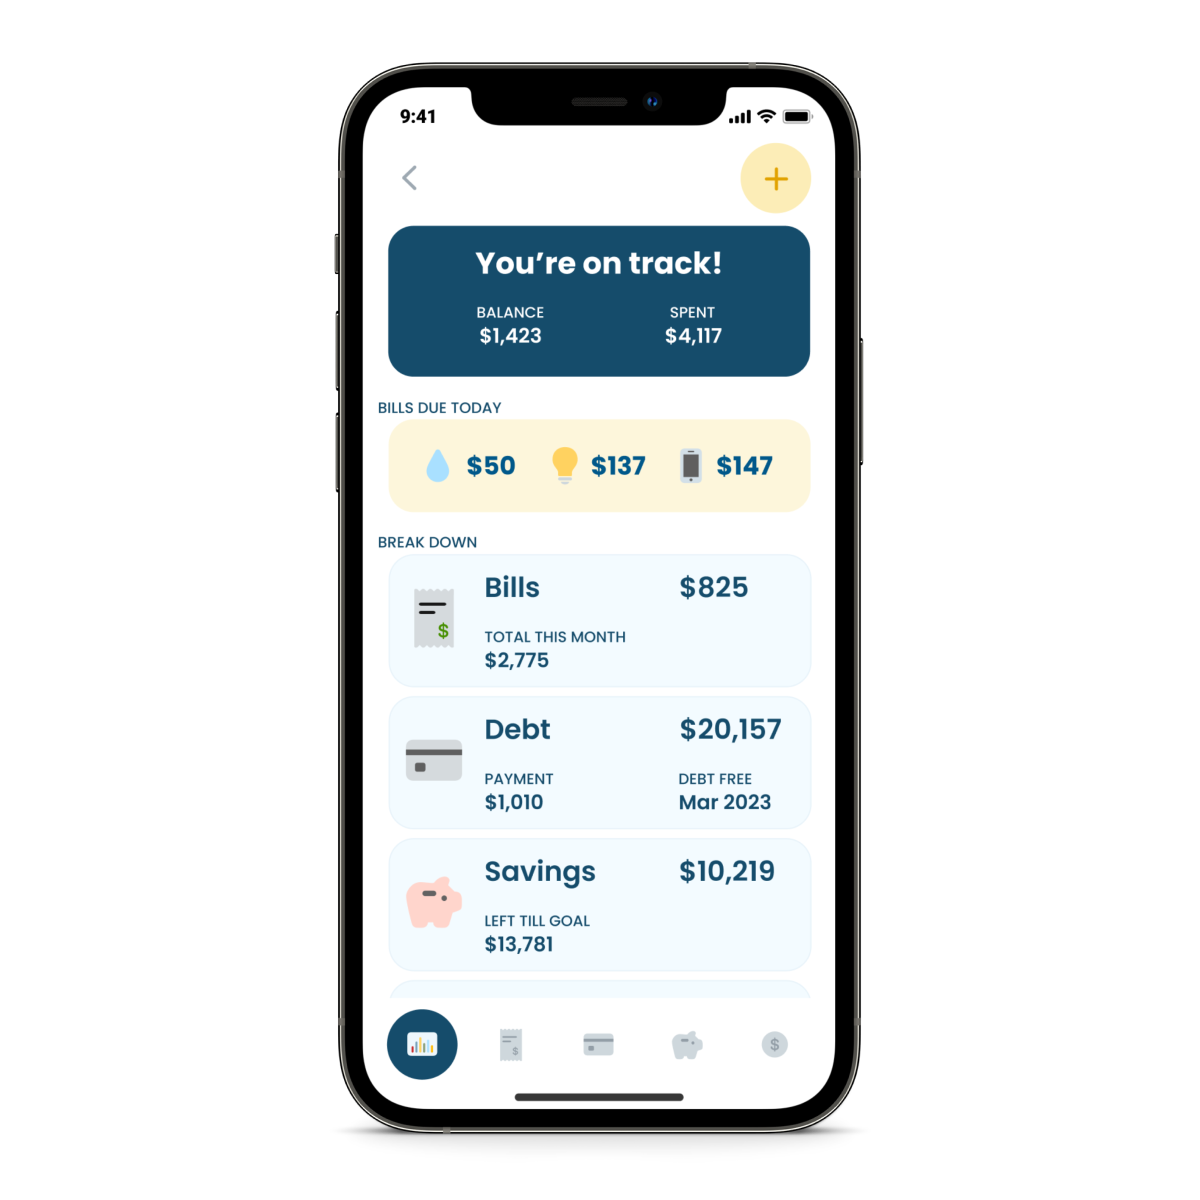 9:41
You’re on track!
BALANCE SPENT
$1,423 $4,117
BILLS DUE TODAY
$50 $137 $147
BREAK DOWN
Bills $825
$
TOTAL THIS MONTH
$2,775
Debt $20,157
PAYMENT DEBT FREE
$1,010 Mar 2023
Savings $10,219
LEFT TILL GOAL
$13,781
$ $